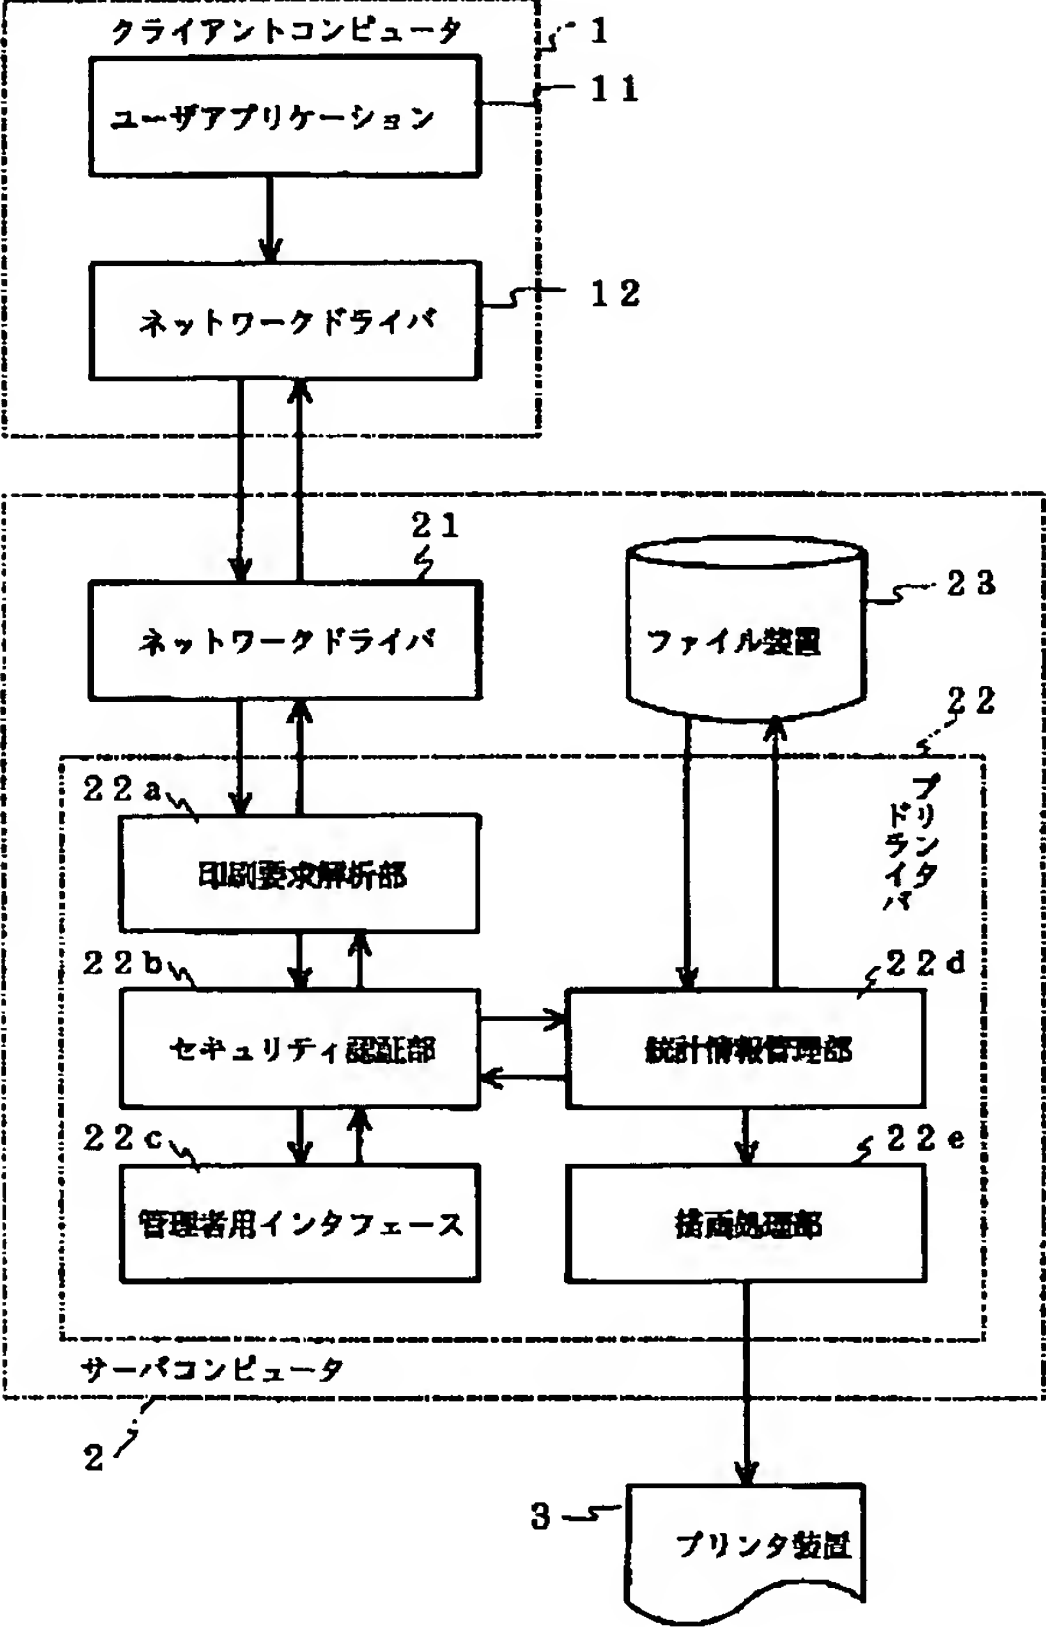 クライアントコンピュータ
1
ユーザアプリケーション
11
ネットワークドライバ
12
21
ネットワークドライバ
ファイル装置
23
22
プリンタ
ドライバ
22a
印刷要求解析部
22b
セキュリティ認証部
22d
統計情報管理部
22c
管理者用インタフェース
22e
描画処理部
サーバコンピュータ
2
3
プリンタ装置